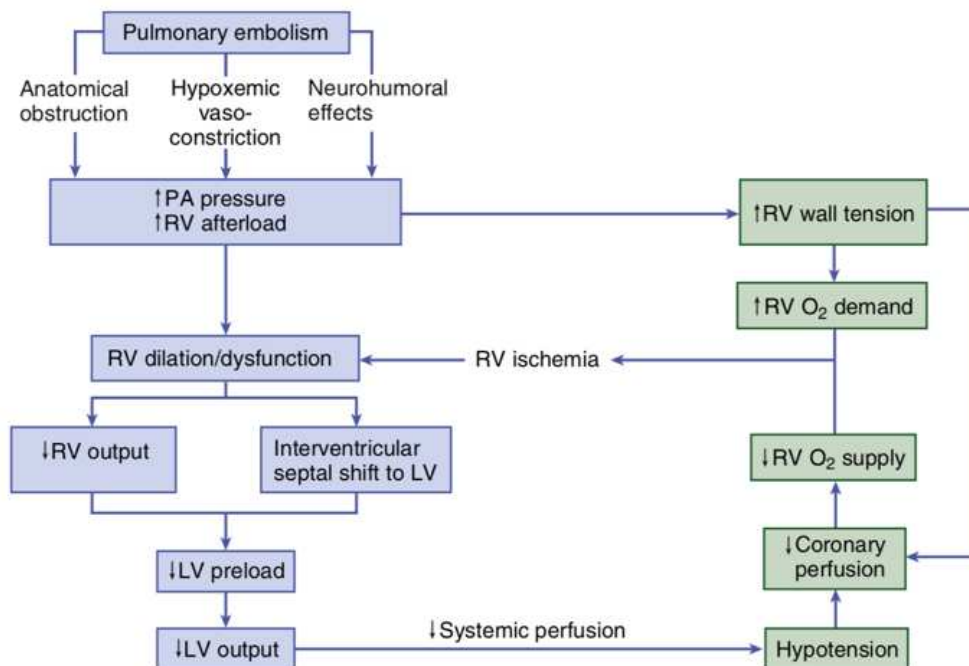 Pulmonary embolism
Anatomical
obstruction
Hypoxemic
vaso-
constriction
Neurohumoral
effects
↑PA pressure
↑RV afterload
↑RV wall tension
↑RV O₂ demand
RV dilation/dysfunction
RV ischemia
↓RV output
Interventricular
septal shift to LV
↓RV O₂ supply
↓LV preload
↓Coronary
perfusion
↓LV output
↓Systemic perfusion
Hypotension